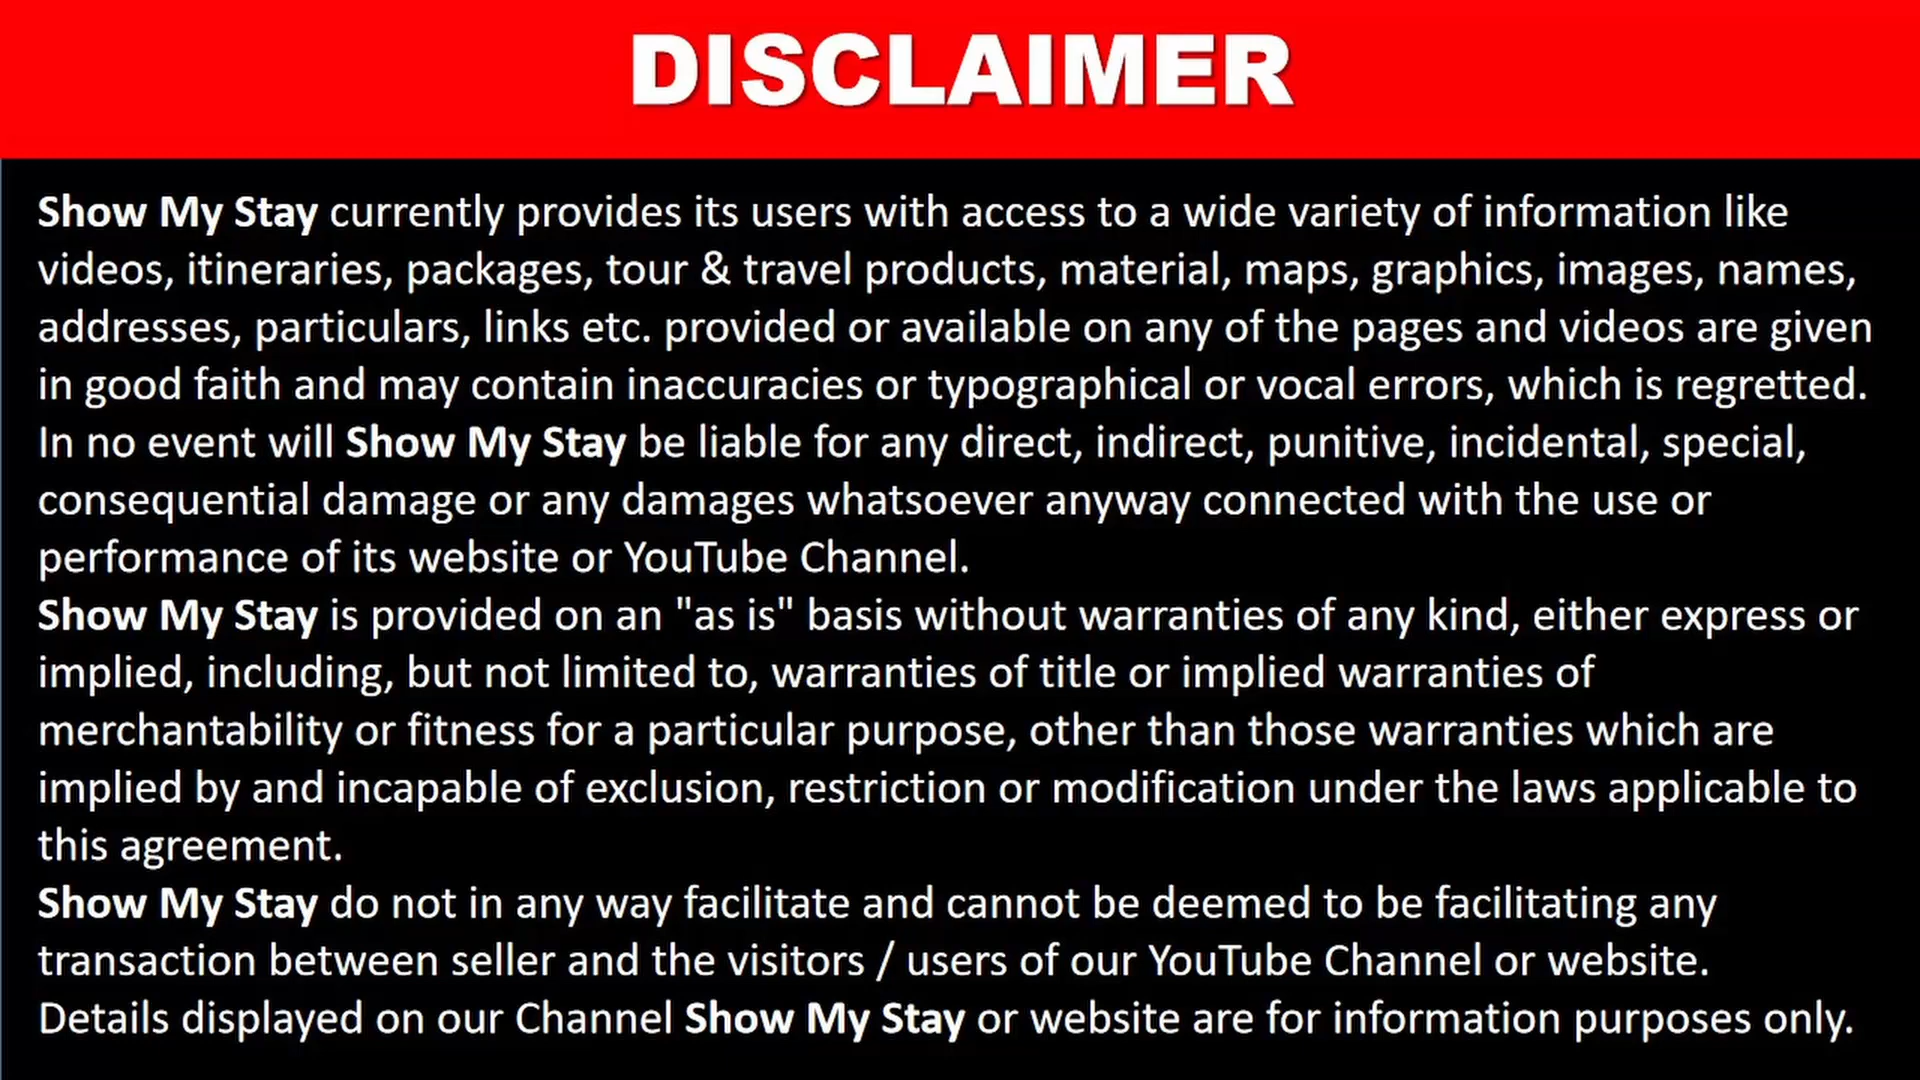 DISCLAIMER
Show My Stay currently provides its users with access to a wide variety of information like
videos, itineraries, packages, tour & travel products, material, maps, graphics, images, names,
addresses, particulars, links etc. provided or available on any of the pages and videos are given
in good faith and may contain inaccuracies or typographical or vocal errors, which is regretted.
In no event will Show My Stay be liable for any direct, indirect, punitive, incidental, special,
consequential damage or any damages whatsoever anyway connected with the use or
performance of its website or YouTube Channel.
Show My Stay is provided on an "as is" basis without warranties of any kind, either express or
implied, including, but not limited to, warranties of title or implied warranties of
merchantability or fitness for a particular purpose, other than those warranties which are
implied by and incapable of exclusion, restriction or modification under the laws applicable to
this agreement.
Show My Stay do not in any way facilitate and cannot be deemed to be facilitating any
transaction between seller and the visitors / users of our YouTube Channel or website.
Details displayed on our Channel Show My Stay or website are for information purposes only.